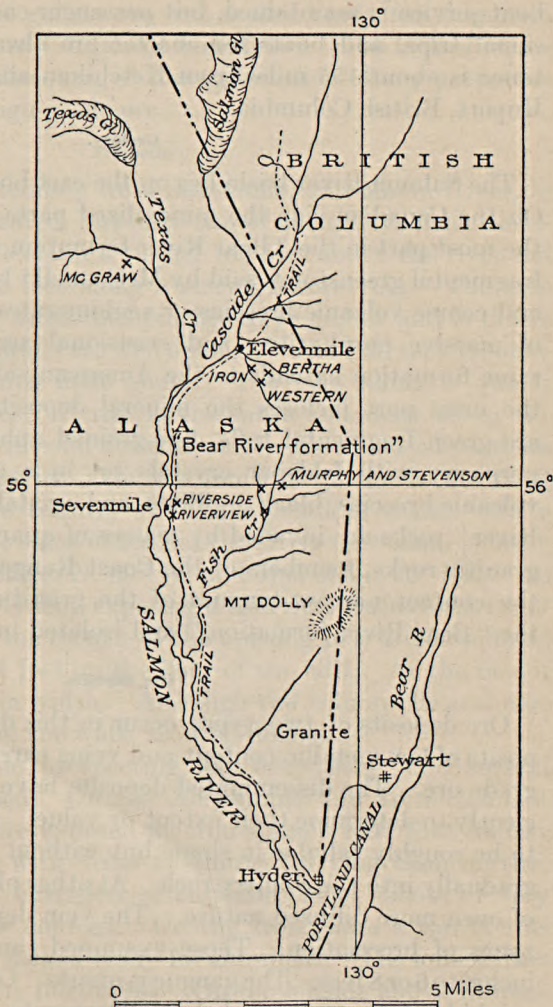 130°
Salmon Gl
Texas Gl
BRITISH
COLUMBIA
Texas Cr
MC GRAW
Cascade Cr
TRAIL
Elevenmile
IRON
BERTHA
WESTERN
ALASKA
"Bear River formation"
56
56°
MURPHY AND STEVENSON
Sevenmile
RIVERSIDE
RIVERVIEW
Fish Cr
MT. DOLLY
SALMON RIVER
TRAIL
Bear R
Granite
Stewart
Hyder
PORTLAND CANAL
130°
0 5 Miles